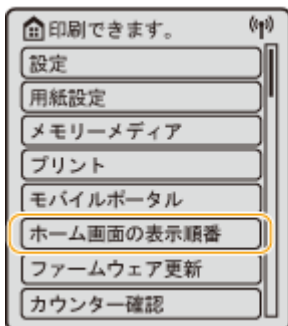 印刷できます。
設定
用紙設定
メモリーメディア
プリント
モバイルポータル
ホーム画面の表示順番
ファームウェア更新
カウンター確認